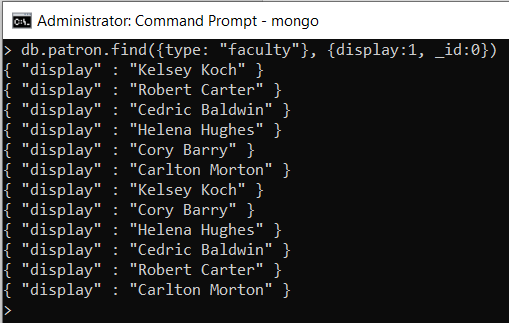 Administrator: Command Prompt - mongo
> db.patron.find({type: "faculty"}, {display:1, _id:0})
{ "display" : "Kelsey Koch" }
{ "display" : "Robert Carter" }
{ "display" : "Cedric Baldwin" }
{ "display" : "Helena Hughes" }
{ "display" : "Cory Barry" }
{ "display" : "Carlton Morton" }
{ "display" : "Kelsey Koch" }
{ "display" : "Cory Barry" }
{ "display" : "Helena Hughes" }
{ "display" : "Cedric Baldwin" }
{ "display" : "Robert Carter" }
{ "display" : "Carlton Morton" }
>